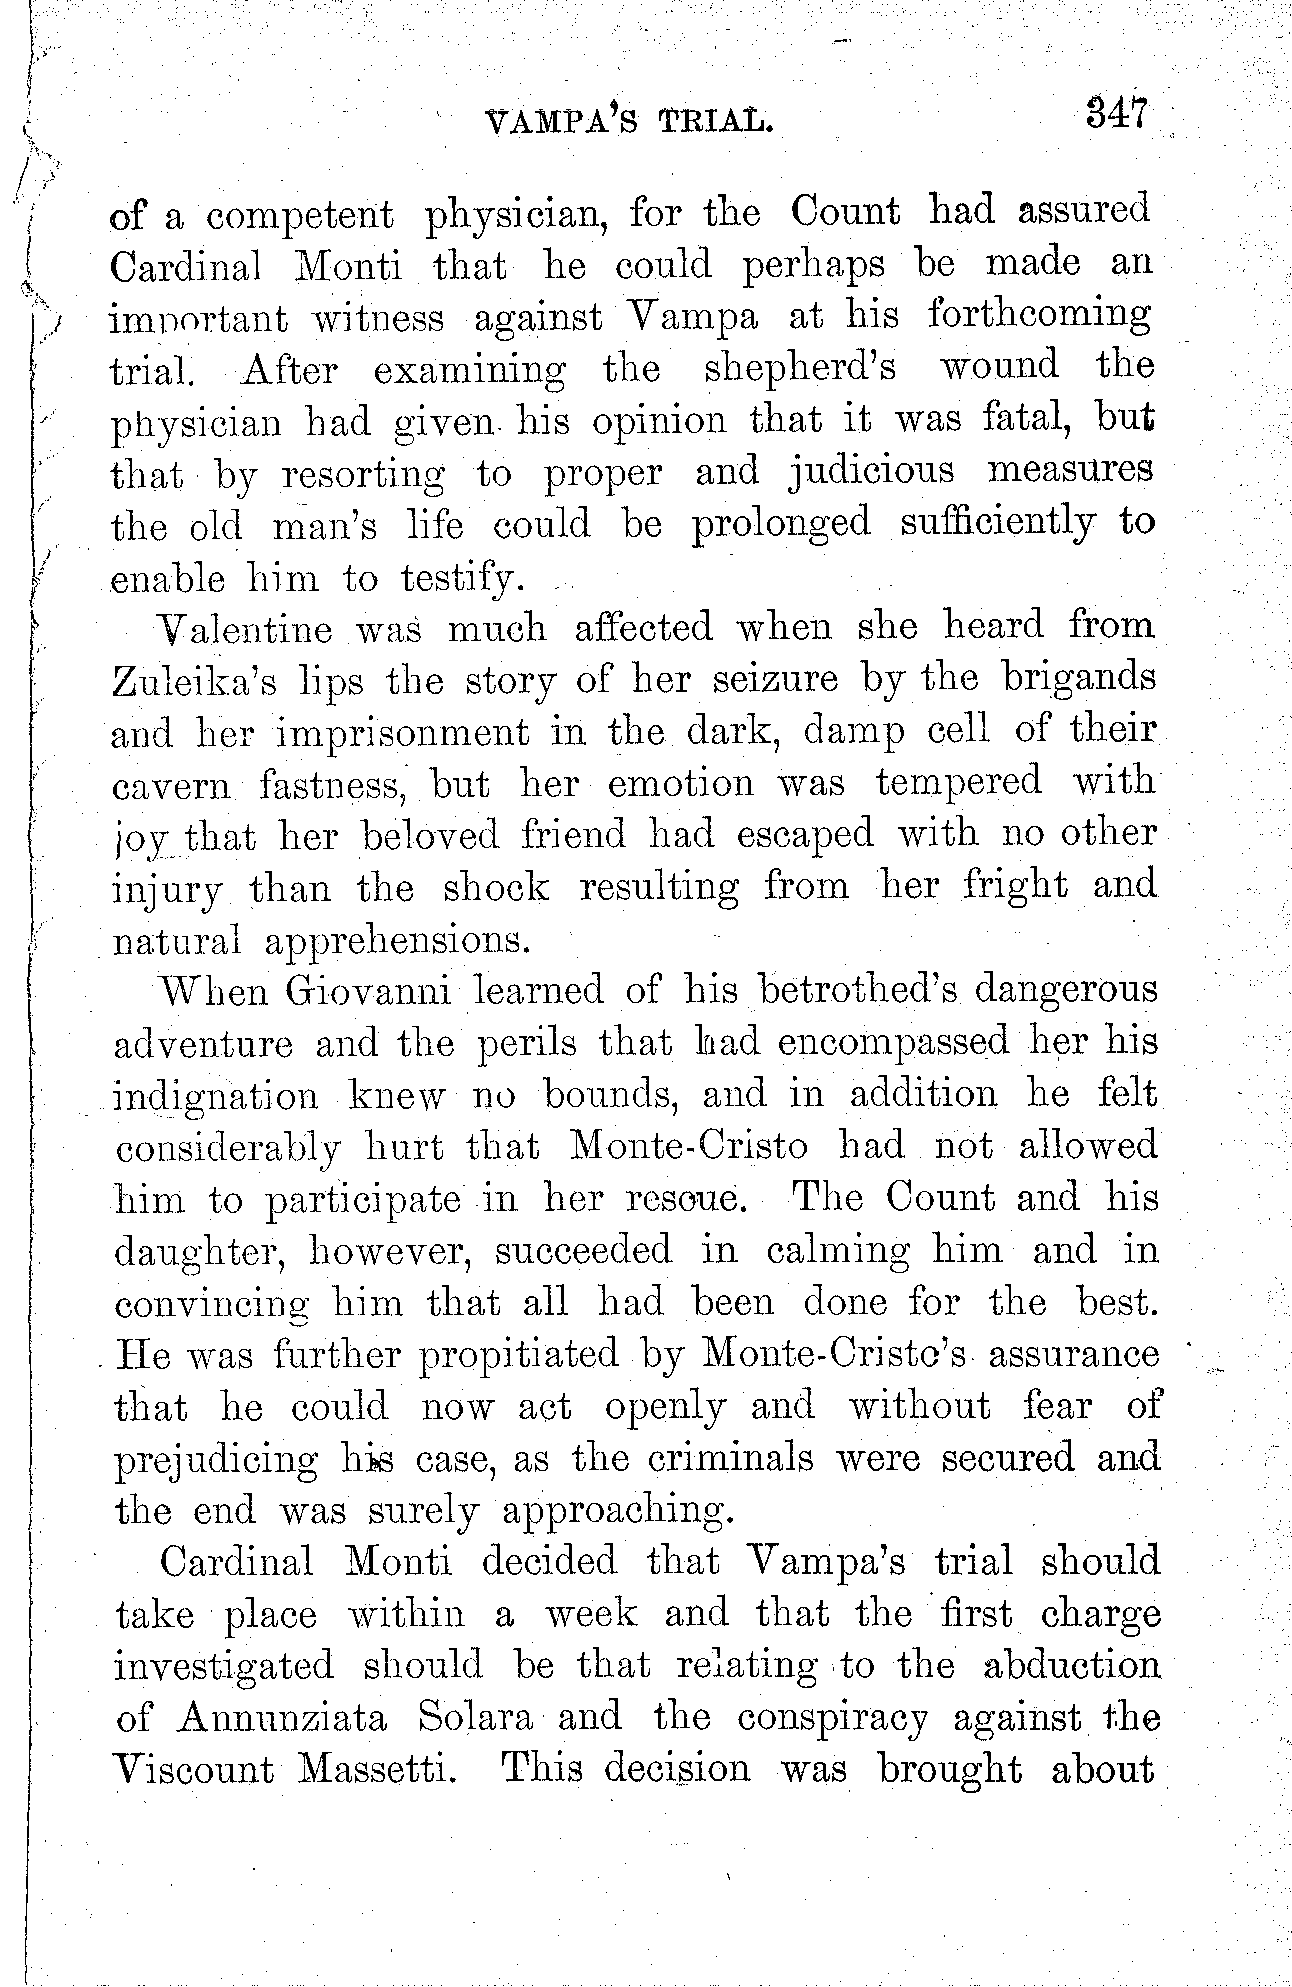 VAMPA'S TRIAL. 347
of a competent physician, for the Count had assured
Cardinal Monti that he could perhaps be made an
important witness against Vampa at his forthcoming
trial. After examining the shepherd's wound the
physician had given his opinion that it was fatal, but
that by resorting to proper and judicious measures
the old man's life could be prolonged sufficiently to
enable him to testify.
Valentine was much affected when she heard from
Zuleika's lips the story of her seizure by the brigands
and her imprisonment in the dark, damp cell of their
cavern fastness, but her emotion was tempered with
joy that her beloved friend had escaped with no other
injury than the shock resulting from her fright and
natural apprehensions.
When Giovanni learned of his betrothed's dangerous
adventure and the perils that had encompassed her his
indignation knew no bounds, and in addition he felt
considerably hurt that Monte-Cristo had not allowed
him to participate in her rescue. The Count and his
daughter, however, succeeded in calming him and in
convincing him that all had been done for the best.
He was further propitiated by Monte-Cristo's assurance
that he could now act openly and without fear of
prejudicing his case, as the criminals were secured and
the end was surely approaching.
Cardinal Monti decided that Vampa's trial should
take place within a week and that the first charge
investigated should be that relating to the abduction
of Annunziata Solara and the conspiracy against the
Viscount Massetti. This decision was brought about